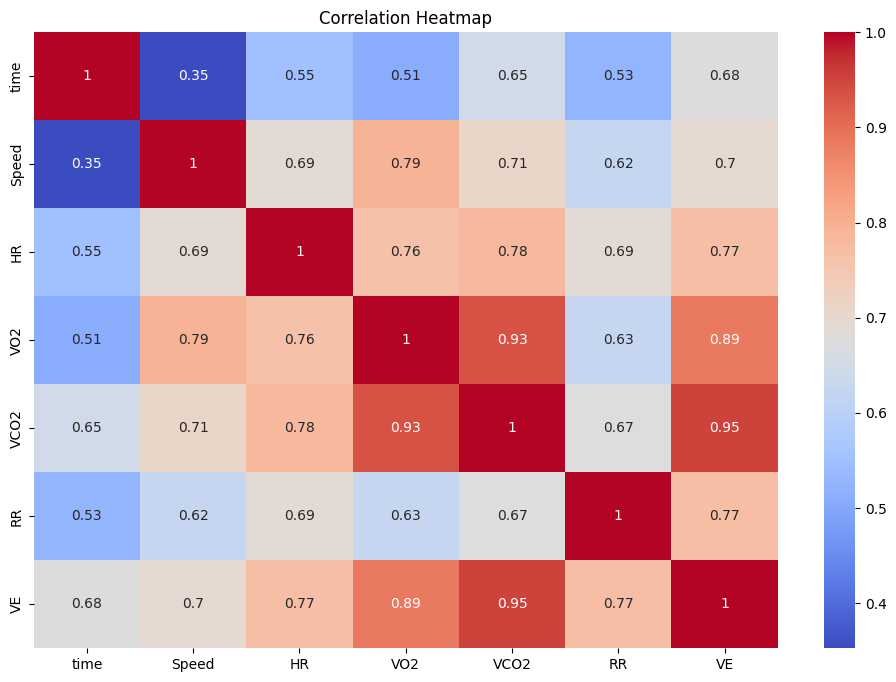 Correlation Heatmap
time 1 0.35 0.55 0.51 0.65 0.53 0.68
Speed 0.35 1 0.69 0.79 0.71 0.62 0.7
HR 0.55 0.69 1 0.76 0.78 0.69 0.77
VO2 0.51 0.79 0.76 1 0.93 0.63 0.89
VCO2 0.65 0.71 0.78 0.93 1 0.67 0.95
RR 0.53 0.62 0.69 0.63 0.67 1 0.77
VE 0.68 0.7 0.77 0.89 0.95 0.77 1
time Speed HR VO2 VCO2 RR VE
1.0
0.9
0.8
0.7
0.6
0.5
0.4